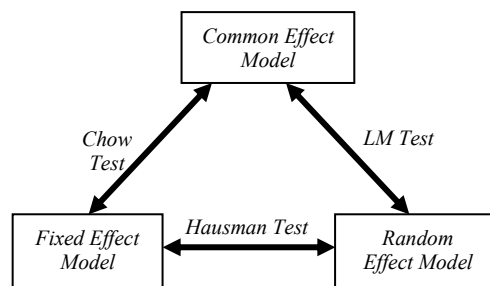 Common Effect
Model
Chow
Test
LM Test
Hausman Test
Fixed Effect
Model
Random
Effect Model